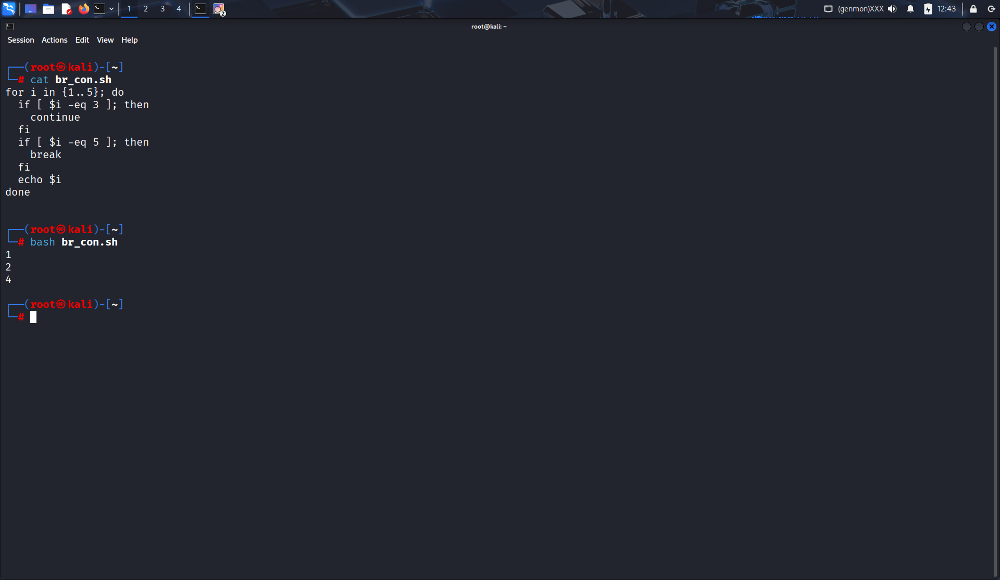 1 2 3 4 2 (genmon)XXX 12:43
root@kali: ~
Session Actions Edit View Help
┌──(root㉿kali)-[~]
└─# cat br_con.sh
for i in {1..5}; do
  if [ $i -eq 3 ]; then
    continue
  fi
  if [ $i -eq 5 ]; then
    break
  fi
  echo $i
done
┌──(root㉿kali)-[~]
└─# bash br_con.sh
1
2
4
┌──(root㉿kali)-[~]
└─#